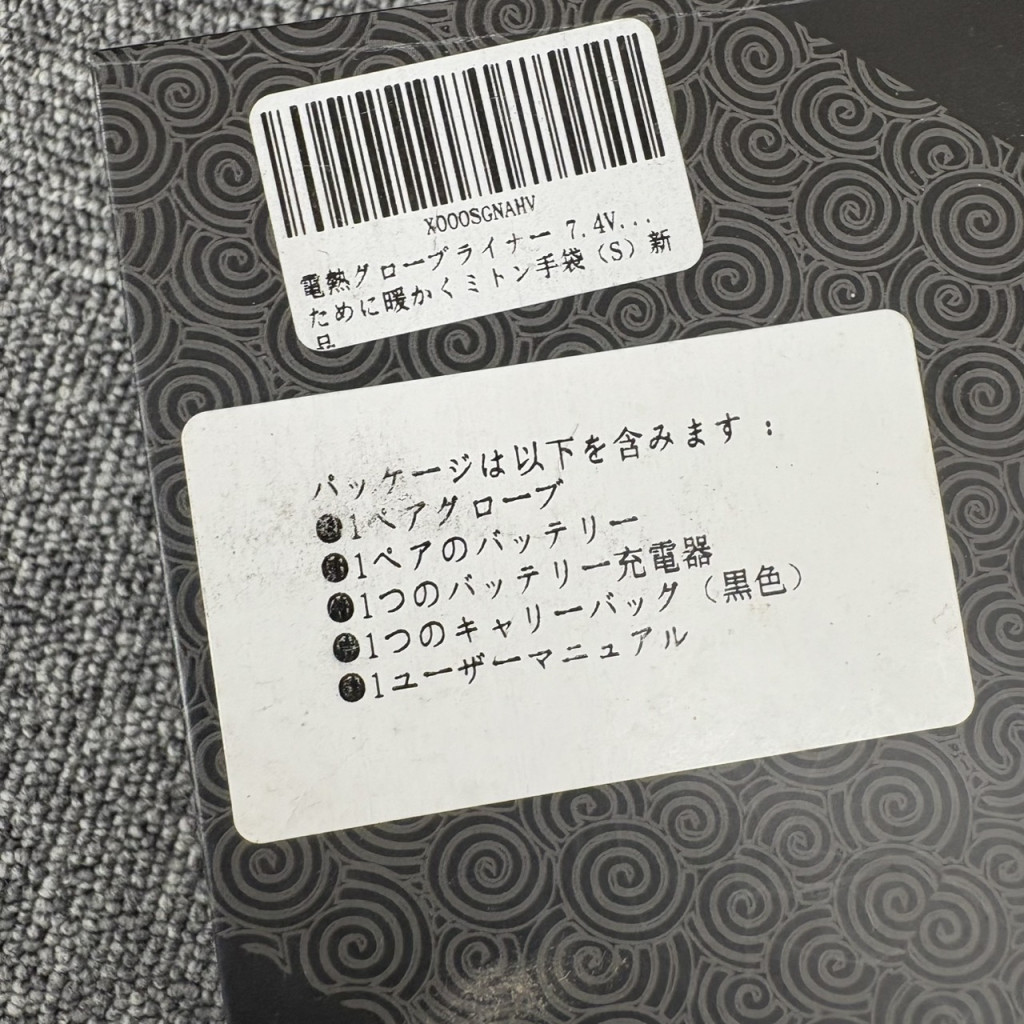 X000SGNAHV
電熱グローブライナー 7.4V...
ために暖かくミトン手袋（S）新
品
パッケージは以下を含みます：
●1ペアグローブ
●1ペアのバッテリー
●1つのバッテリー充電器
●1つのキャリーバッグ（黒色）
●1ユーザーマニュアル